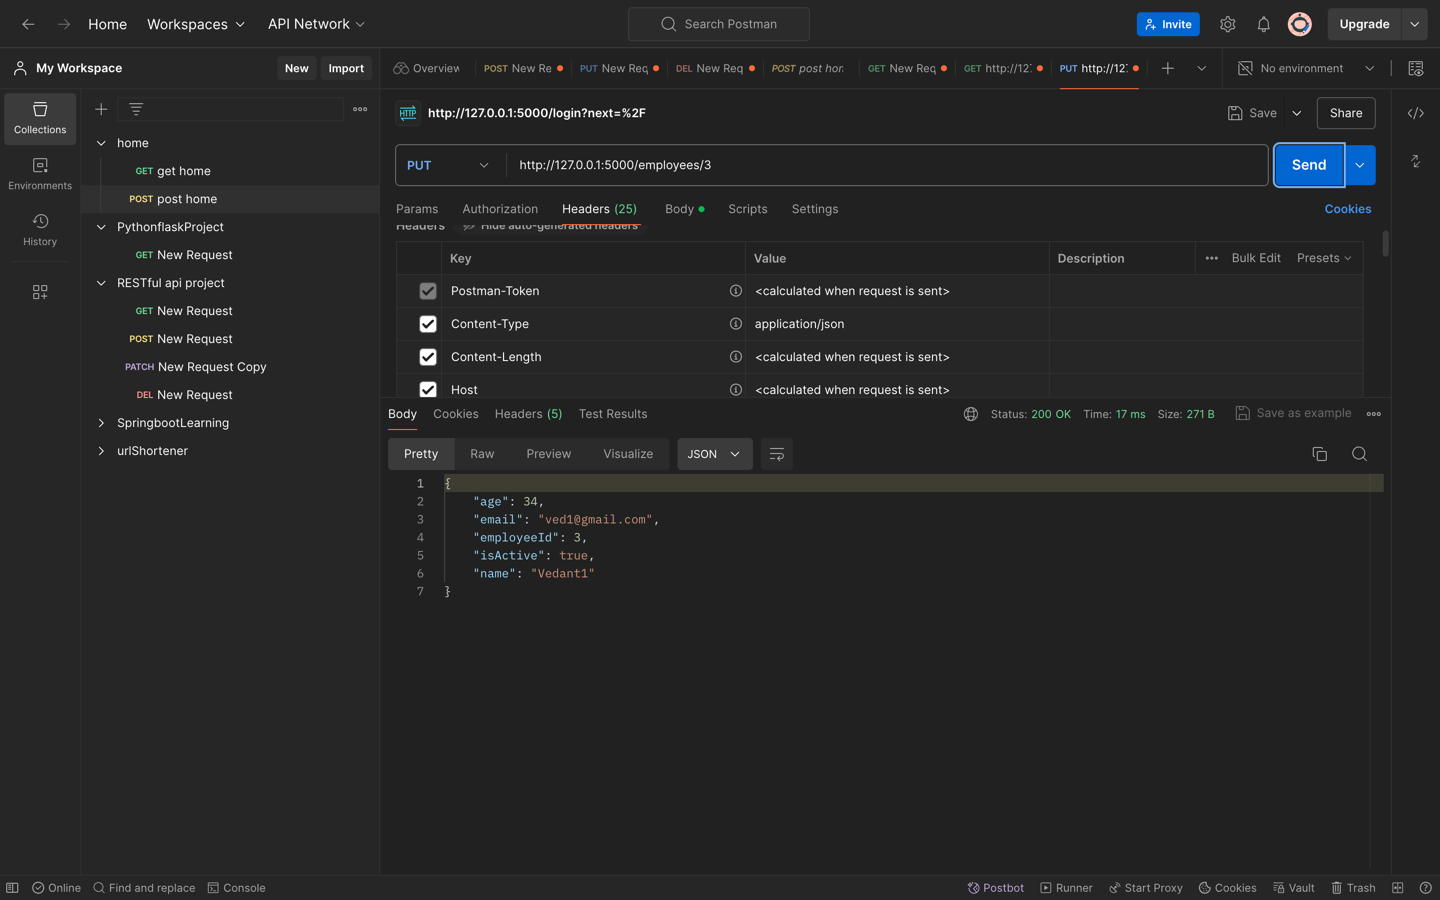 Home
Workspaces
API Network
Search Postman
Invite
Upgrade
My Workspace
New
Import
Overview
POST New Re
PUT New Req
DEL New Req
POST post hor
GET New Req
GET http://12
PUT http://12
No environment
Collections
Environments
History
home
GET get home
POST post home
PythonflaskProject
GET New Request
RESTful api project
GET New Request
POST New Request
PATCH New Request Copy
DEL New Request
SpringbootLearning
urlShortener
HTTP http://127.0.0.1:5000/login?next=%2F
Save
Share
PUT
http://127.0.0.1:5000/employees/3
Send
Params
Authorization
Headers (25)
Body
Scripts
Settings
Cookies
Headers
Hide auto-generated headers
Key
Value
Description
Bulk Edit
Presets
Postman-Token
<calculated when request is sent>
Content-Type
application/json
Content-Length
<calculated when request is sent>
Host
<calculated when request is sent>
Body
Cookies
Headers (5)
Test Results
Status: 200 OK
Time: 17 ms
Size: 271 B
Save as example
Pretty
Raw
Preview
Visualize
JSON
1 {
2 "age": 34,
3 "email": "ved1@gmail.com",
4 "employeeId": 3,
5 "isActive": true,
6 "name": "Vedant1"
7 }
Online
Find and replace
Console
Postbot
Runner
Start Proxy
Cookies
Vault
Trash